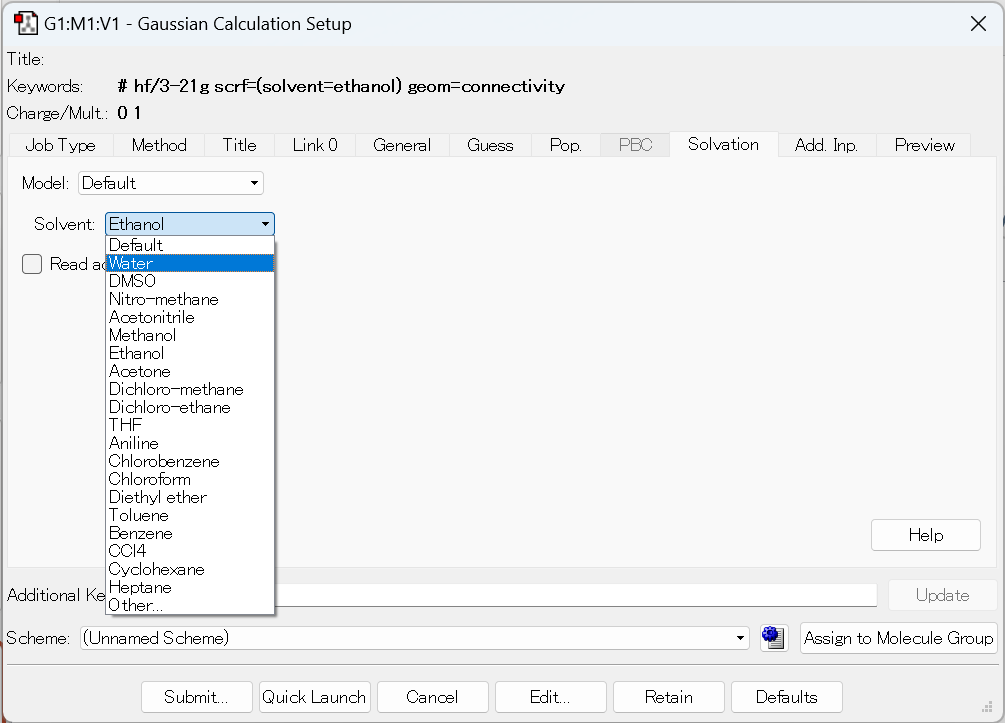 G1:M1:V1 - Gaussian Calculation Setup
Title:
Keywords: # hf/3-21g scrf=(solvent=ethanol) geom=connectivity
Charge/Mult.: 0 1
Job Type Method Title Link 0 General Guess Pop. PBC Solvation Add. Inp. Preview
Model: Default
Solvent: Ethanol
Default
Read
Water
DMSO
Nitro-methane
Acetonitrile
Methanol
Ethanol
Acetone
Dichloro-methane
Dichloro-ethane
THF
Aniline
Chlorobenzene
Chloroform
Diethyl ether
Toluene
Benzene
CCl4
Cyclohexane
Heptane
Other...
Help
Additional Ke
Update
Scheme: (Unnamed Scheme) Assign to Molecule Group
Submit... Quick Launch Cancel Edit... Retain Defaults